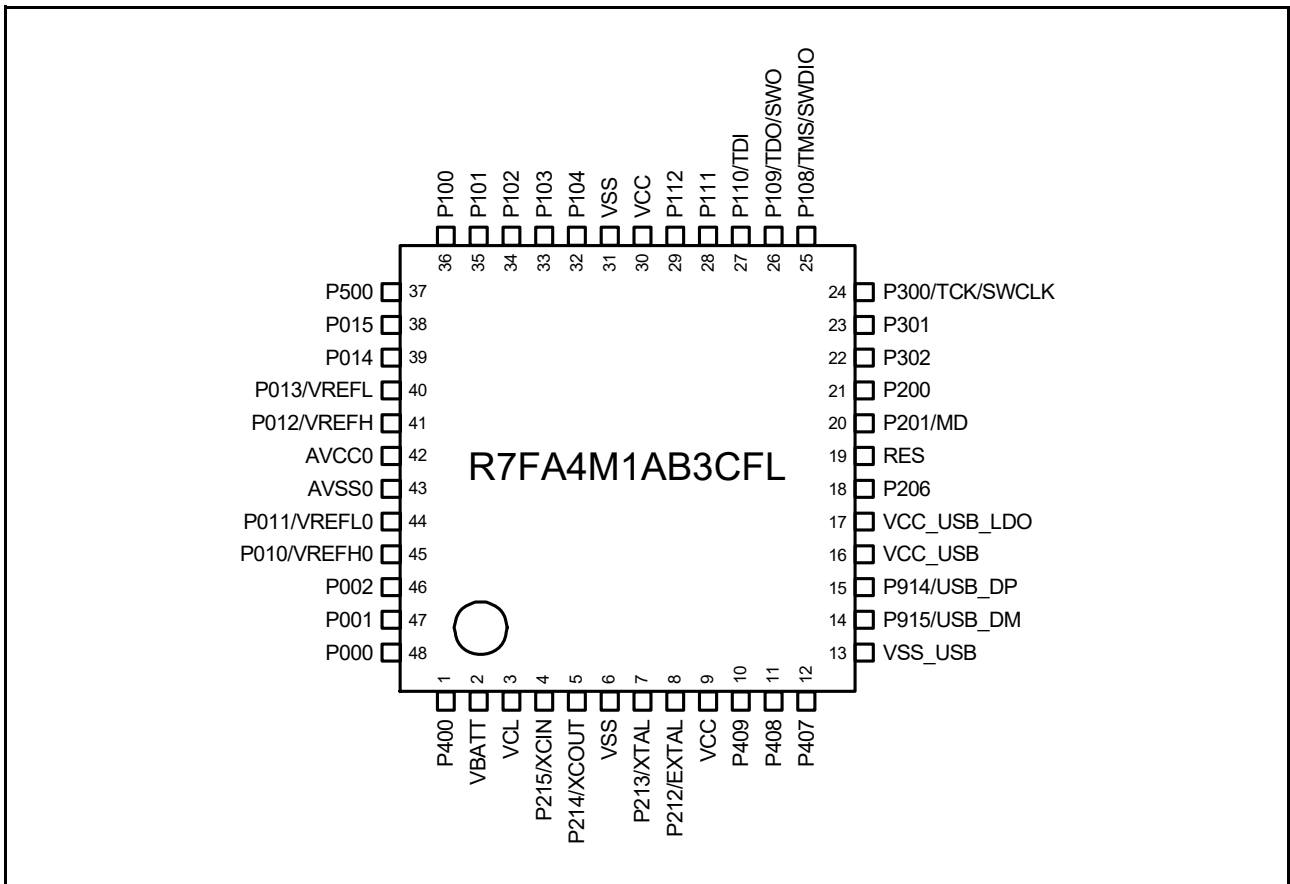 P100
P101
P102
P103
P104
VSS
VCC
P112
P111
P110/TDI
P109/TDO/SWO
P108/TMS/SWDIO
36
35
34
33
32
31
30
29
28
27
26
25
P500 37
P015 38
P014 39
P013/VREFL 40
P012/VREFH 41
AVCC0 42
AVSS0 43
P011/VREFL0 44
P010/VREFH0 45
P002 46
P001 47
P000 48
R7FA4M1AB3CFL
24 P300/TCK/SWCLK
23 P301
22 P302
21 P200
20 P201/MD
19 RES
18 P206
17 VCC_USB_LDO
16 VCC_USB
15 P914/USB_DP
14 P915/USB_DM
13 VSS_USB
1
2
3
4
5
6
7
8
9
10
11
12
P400
VBATT
VCL
P215/XCIN
P214/XCOUT
VSS
P213/XTAL
P212/EXTAL
VCC
P409
P408
P407